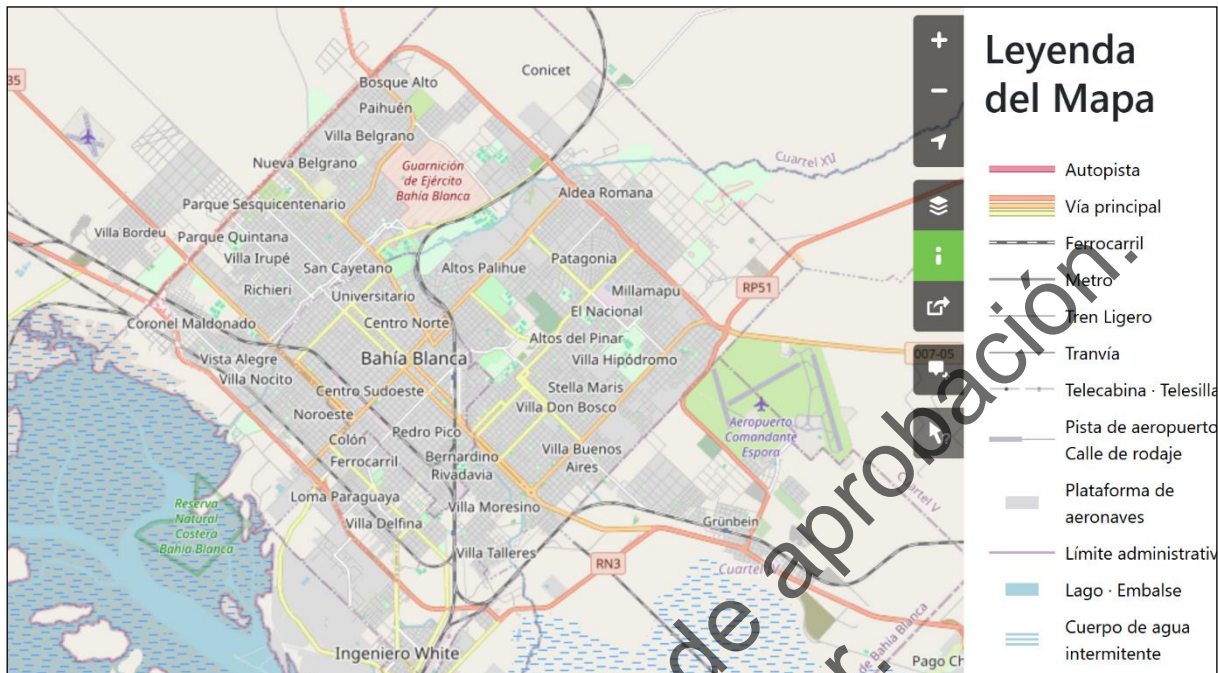 Conicet
35
Bosque Alto
Paihuén
Villa Belgrano
Nueva Belgrano
Guarnición
de Ejército
Bahía Blanca
Cuartel XII
Aldea Romana
Parque Sesquicentenario
Villa Bordeu
Parque Quintana
Villa Irupé
San Cayetano
Altos Palihue
Patagonia
Richieri
Universitario
Millamapu
RP51
Coronel Maldonado
Centro Norte
El Nacional
Vista Alegre
Bahía Blanca
Altos del Pinar
Villa Hipódromo
007-05
Villa Nocito
Centro Sudoeste
Stella Maris
Noroeste
Villa Don Bosco
Aeropuerto
Comandante
Espora
Colón
Pedro Pico
Ferrocarril
Bernardino
Rivadavia
Villa Buenos
Aires
Cuartel V
Loma Paraguaya
Villa Moresino
Reserva
Natural
Costera
Bahía Blanca
Villa Delfina
Grünbein
Villa Talleres
RN3
Cuartel V
de Bahía Blanca
Ingeniero White
Pago Ch
Leyenda
del Mapa
Autopista
Vía principal
Ferrocarril
Metro
Tren Ligero
Tranvía
Telecabina · Telesilla
Pista de aeropuerto
Calle de rodaje
Plataforma de
aeronaves
Límite administrativ
Lago · Embalse
Cuerpo de agua
intermitente
de aprobación.
r.